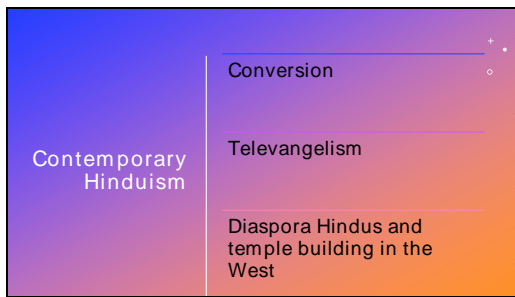 Contemporary
Hinduism
Conversion
Televangelism
Diaspora Hindus and
temple building in the
West